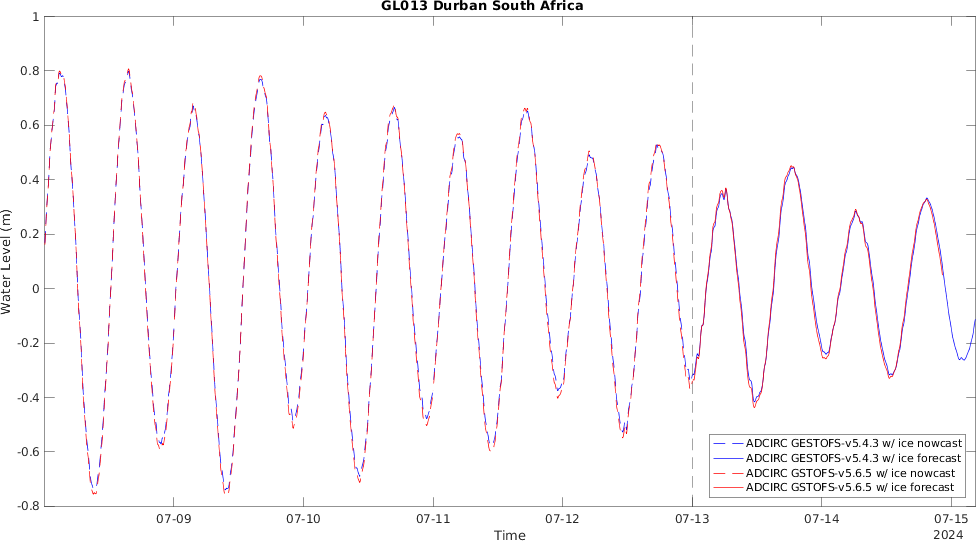 GL013 Durban South Africa
1
0.8
0.6
0.4
0.2
0
-0.2
-0.4
-0.6
-0.8
Water Level (m)
ADCIRC GESTOFS-v5.4.3 w/ ice nowcast
ADCIRC GESTOFS-v5.4.3 w/ ice forecast
ADCIRC GSTOFS-v5.6.5 w/ ice nowcast
ADCIRC GSTOFS-v5.6.5 w/ ice forecast
07-09 07-10 07-11 07-12 07-13 07-14 07-15
Time
2024